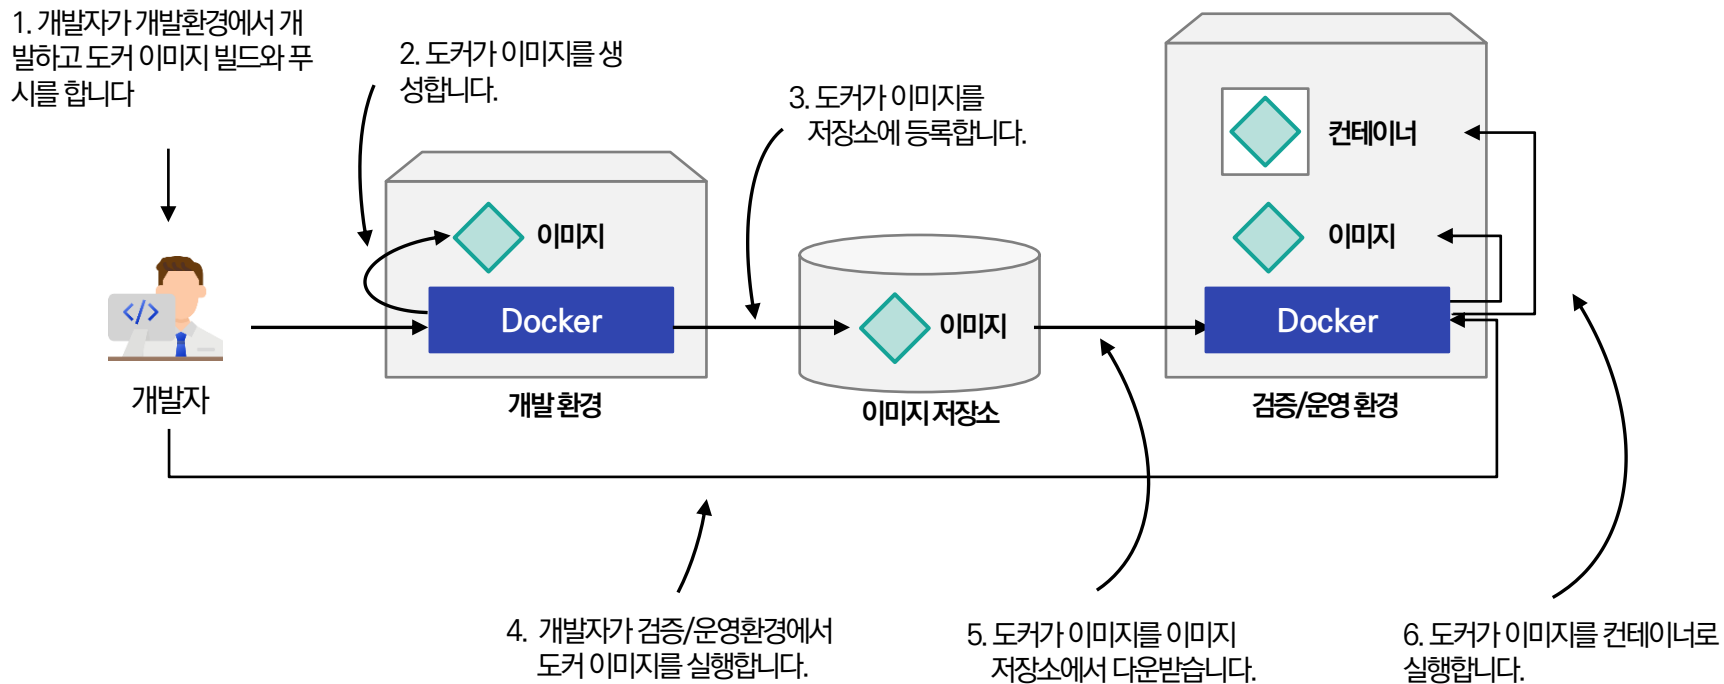 1. 개발자가 개발환경에서 개
발하고 도커 이미지 빌드와 푸
시를 합니다
2. 도커가 이미지를 생
성합니다.
3. 도커가 이미지를
저장소에 등록합니다.
컨테이너
이미지
이미지
</>
Docker
이미지
Docker
개발자
개발 환경
이미지 저장소
검증/운영 환경
4. 개발자가 검증/운영환경에서
도커 이미지를 실행합니다.
5. 도커가 이미지를 이미지
저장소에서 다운받습니다.
6. 도커가 이미지를 컨테이너로
실행합니다.